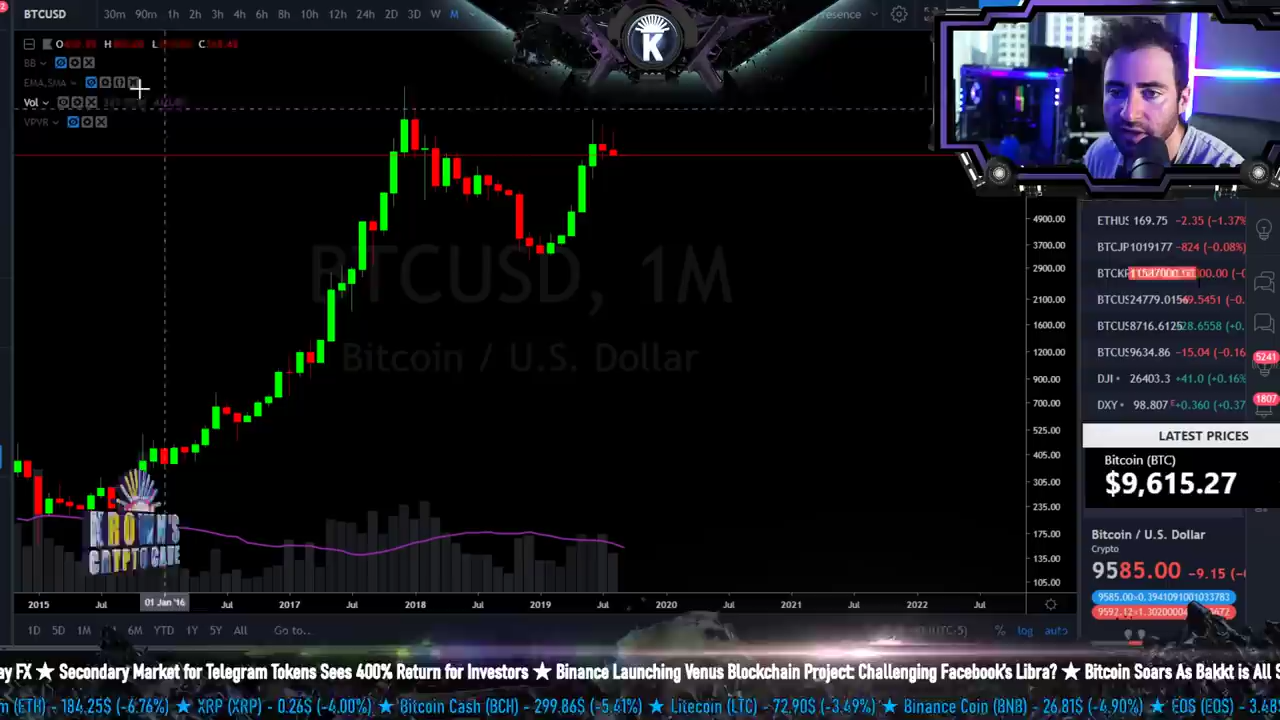 BTCUSD 30m 90m 1h 2h 3h 4h 6h 8h 10h 12h 24h 2D 3D W M
O H L C
BB
EMA,SMA
Vol
VPVR
BTCUSD, 1M
Bitcoin / U.S. Dollar
K
4900.00
3700.00
2900.00
2100.00
1600.00
1200.00
900.00
700.00
525.00
405.00
305.00
235.00
175.00
135.00
105.00
ETHUS 169.75 −2.35 (−1.37%
BTCJP 1019177 −824 (−0.08%)
BTCUS 24779.0156
BTCUS 8716.6125 28.6558 (+0.
BTCUS 9634.86 −15.04 (−0.16
DJI 26403.3 +41.0 (+0.16%
DXY 98.807 +0.360 (+0.37
5241
1807
LATEST PRICES
Bitcoin (BTC)
$9,615.27
Bitcoin / U.S. Dollar
Crypto
9585.00 −9.15
KROWN'S
CRYPTO CAVE
2015 Jul 01 Jan '16 Jul 2017 Jul 2018 Jul 2019 Jul 2020 Jul 2021 Jul 2022 Jul
1D 5D 1M 6M YTD 1Y 5Y All Go to... (UTC-5) % log auto
ay FX ★ Secondary Market for Telegram Tokens Sees 400% Return for Investors ★ Binance Launching Venus Blockchain Project: Challenging Facebook's Libra? ★ Bitcoin Soars As Bakkt is All S
m (ETH) - 184.25$ (-6.76%) ★ XRP (XRP) - 0.26$ (-4.00%) ★ Bitcoin Cash (BCH) - 299.86$ (-5.41%) ★ Litecoin (LTC) - 72.90$ (-3.49%) ★ Binance Coin (BNB) - 26.81$ (-4.90%) ★ EOS (EOS) - 3.48